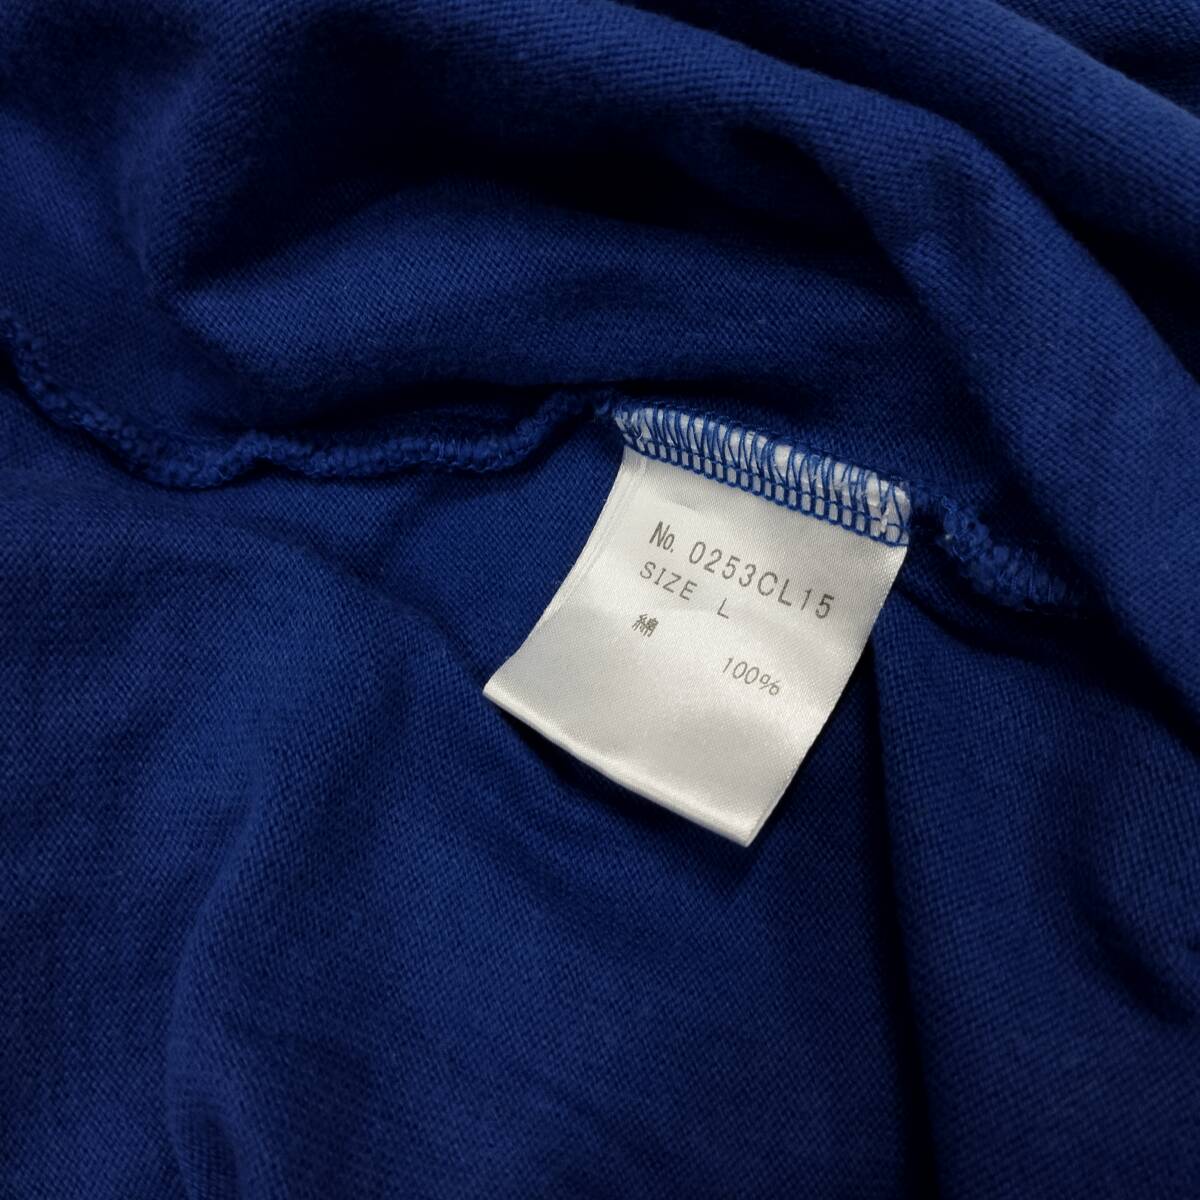 №. 0253CL15
SIZE L
綿 100%